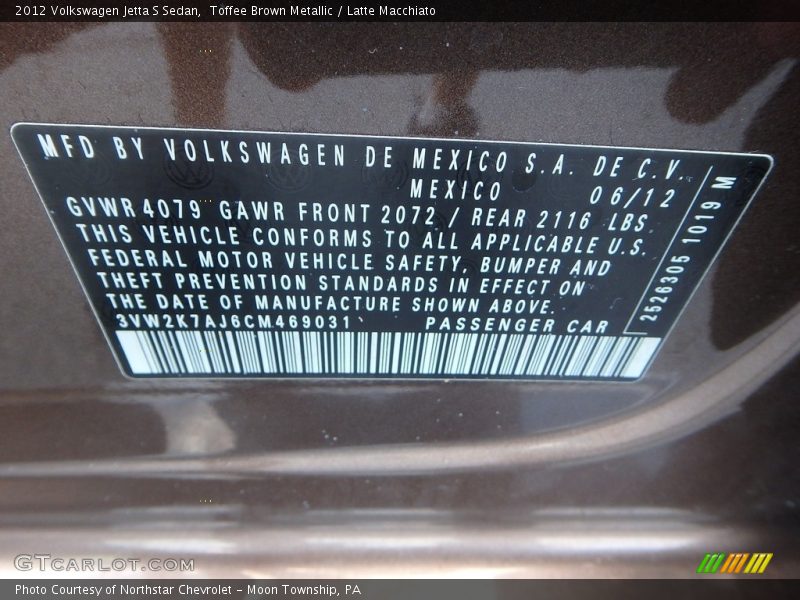 2012 Volkswagen Jetta S Sedan, Toffee Brown Metallic / Latte Macchiato
MFD BY VOLKSWAGEN DE MEXICO S.A. DE C.V.
MEXICO 06/12
GVWR 4079 GAWR FRONT 2072 / REAR 2116 LBS.
THIS VEHICLE CONFORMS TO ALL APPLICABLE U.S.
FEDERAL MOTOR VEHICLE SAFETY, BUMPER AND
THEFT PREVENTION STANDARDS IN EFFECT ON
THE DATE OF MANUFACTURE SHOWN ABOVE.
3VW2K7AJ6CM469031 PASSENGER CAR
2526305 1019 M
GTCARLOT.COM
Photo Courtesy of Northstar Chevrolet - Moon Township, PA